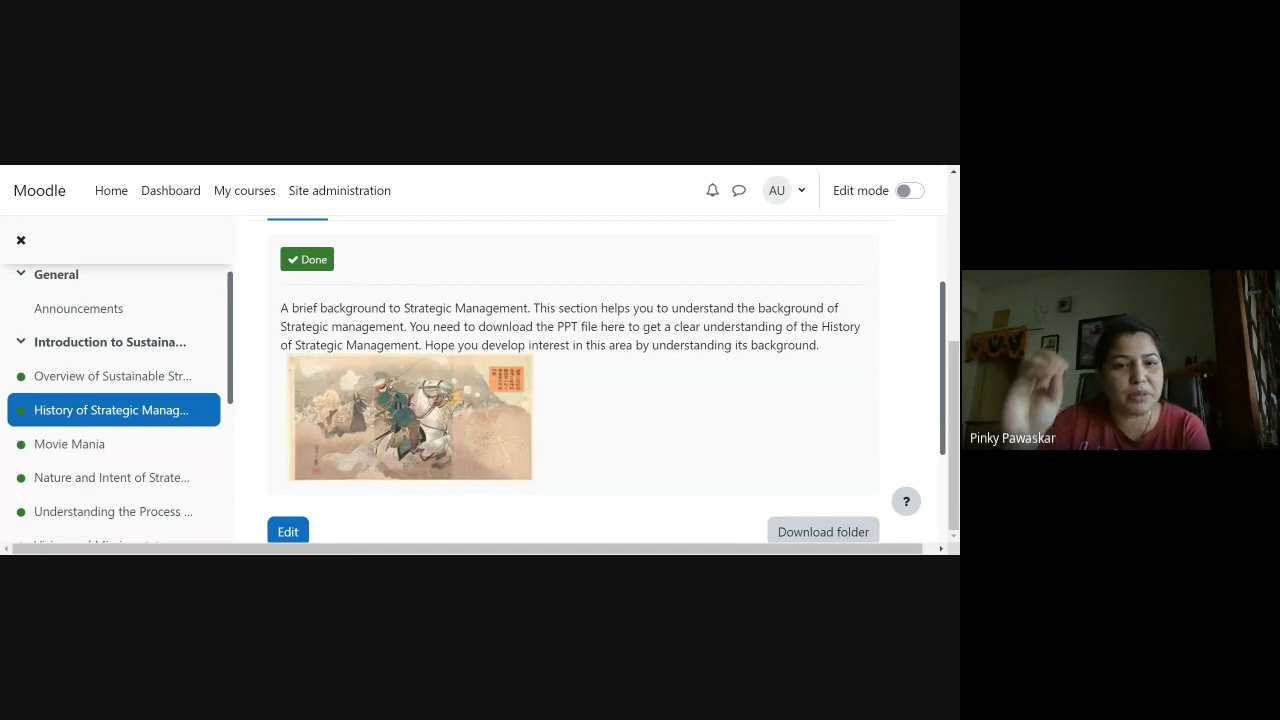 Moodle
Home
Dashboard
My courses
Site administration
AU
Edit mode
General
Announcements
Introduction to Sustaina...
Overview of Sustainable Str...
History of Strategic Manag...
Movie Mania
Nature and Intent of Strate...
Understanding the Process ...
Done
A brief background to Strategic Management. This section helps you to understand the background of
Strategic management. You need to download the PPT file here to get a clear understanding of the History
of Strategic Management. Hope you develop interest in this area by understanding its background.
Edit
Download folder
?
Pinky Pawaskar